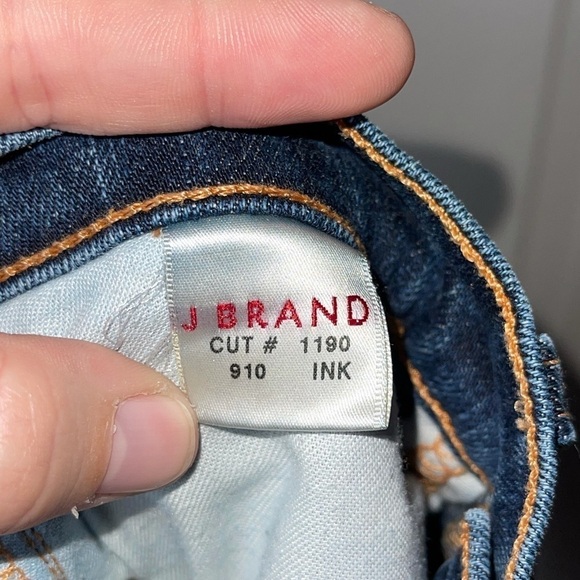 J BRAND
CUT # 1190
910 INK